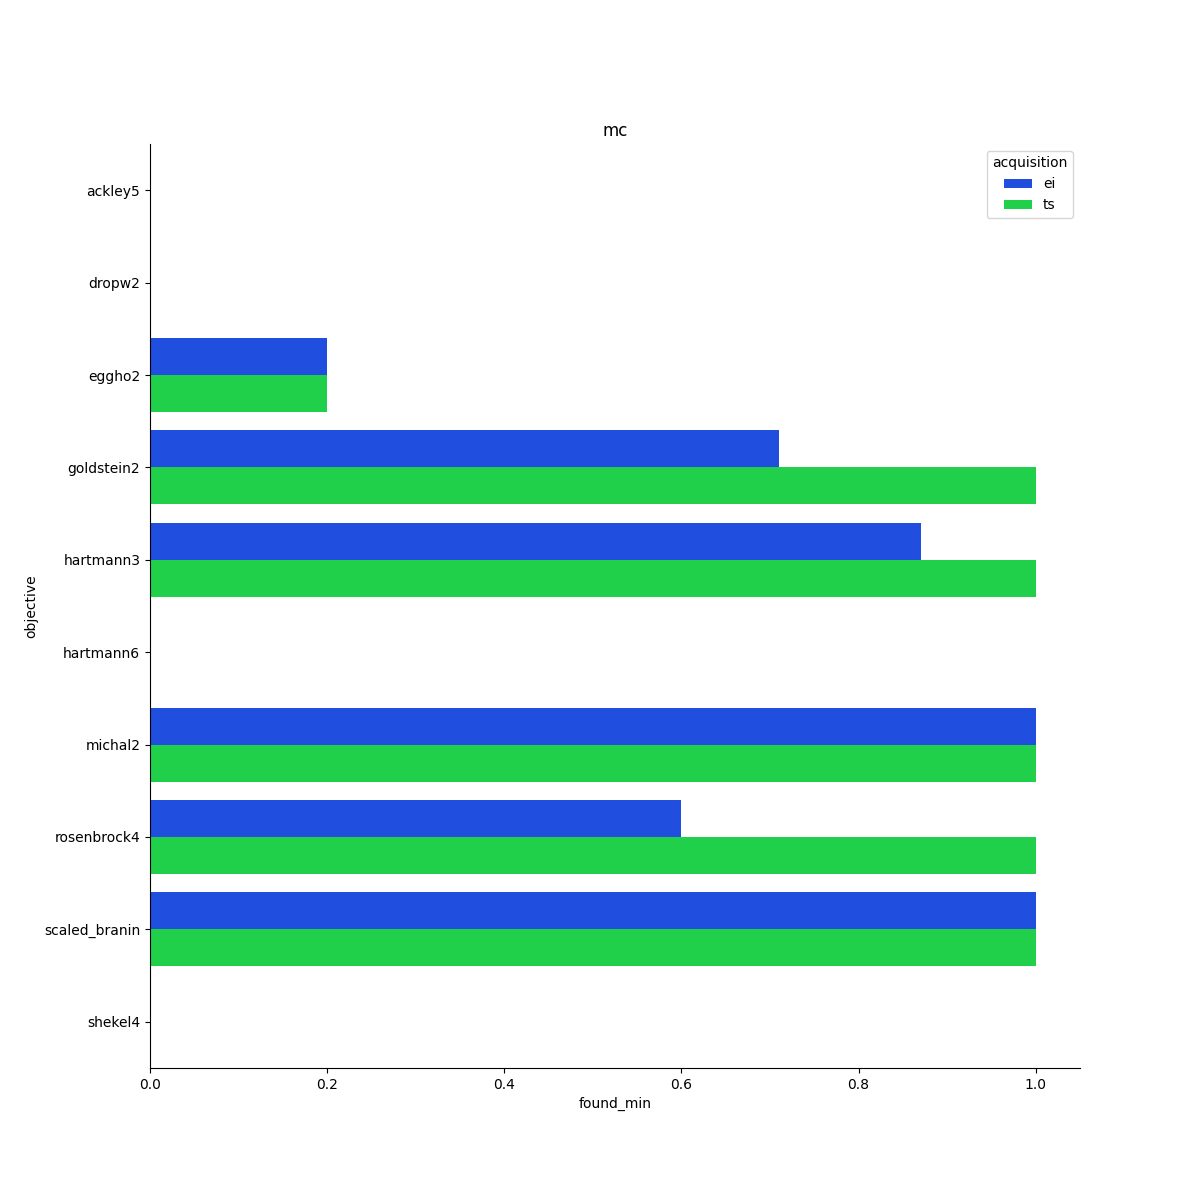 mc
acquisition
ei
ts
ackley5
dropw2
eggho2
goldstein2
hartmann3
hartmann6
michal2
rosenbrock4
scaled_branin
shekel4
objective
0.0 0.2 0.4 0.6 0.8 1.0
found_min